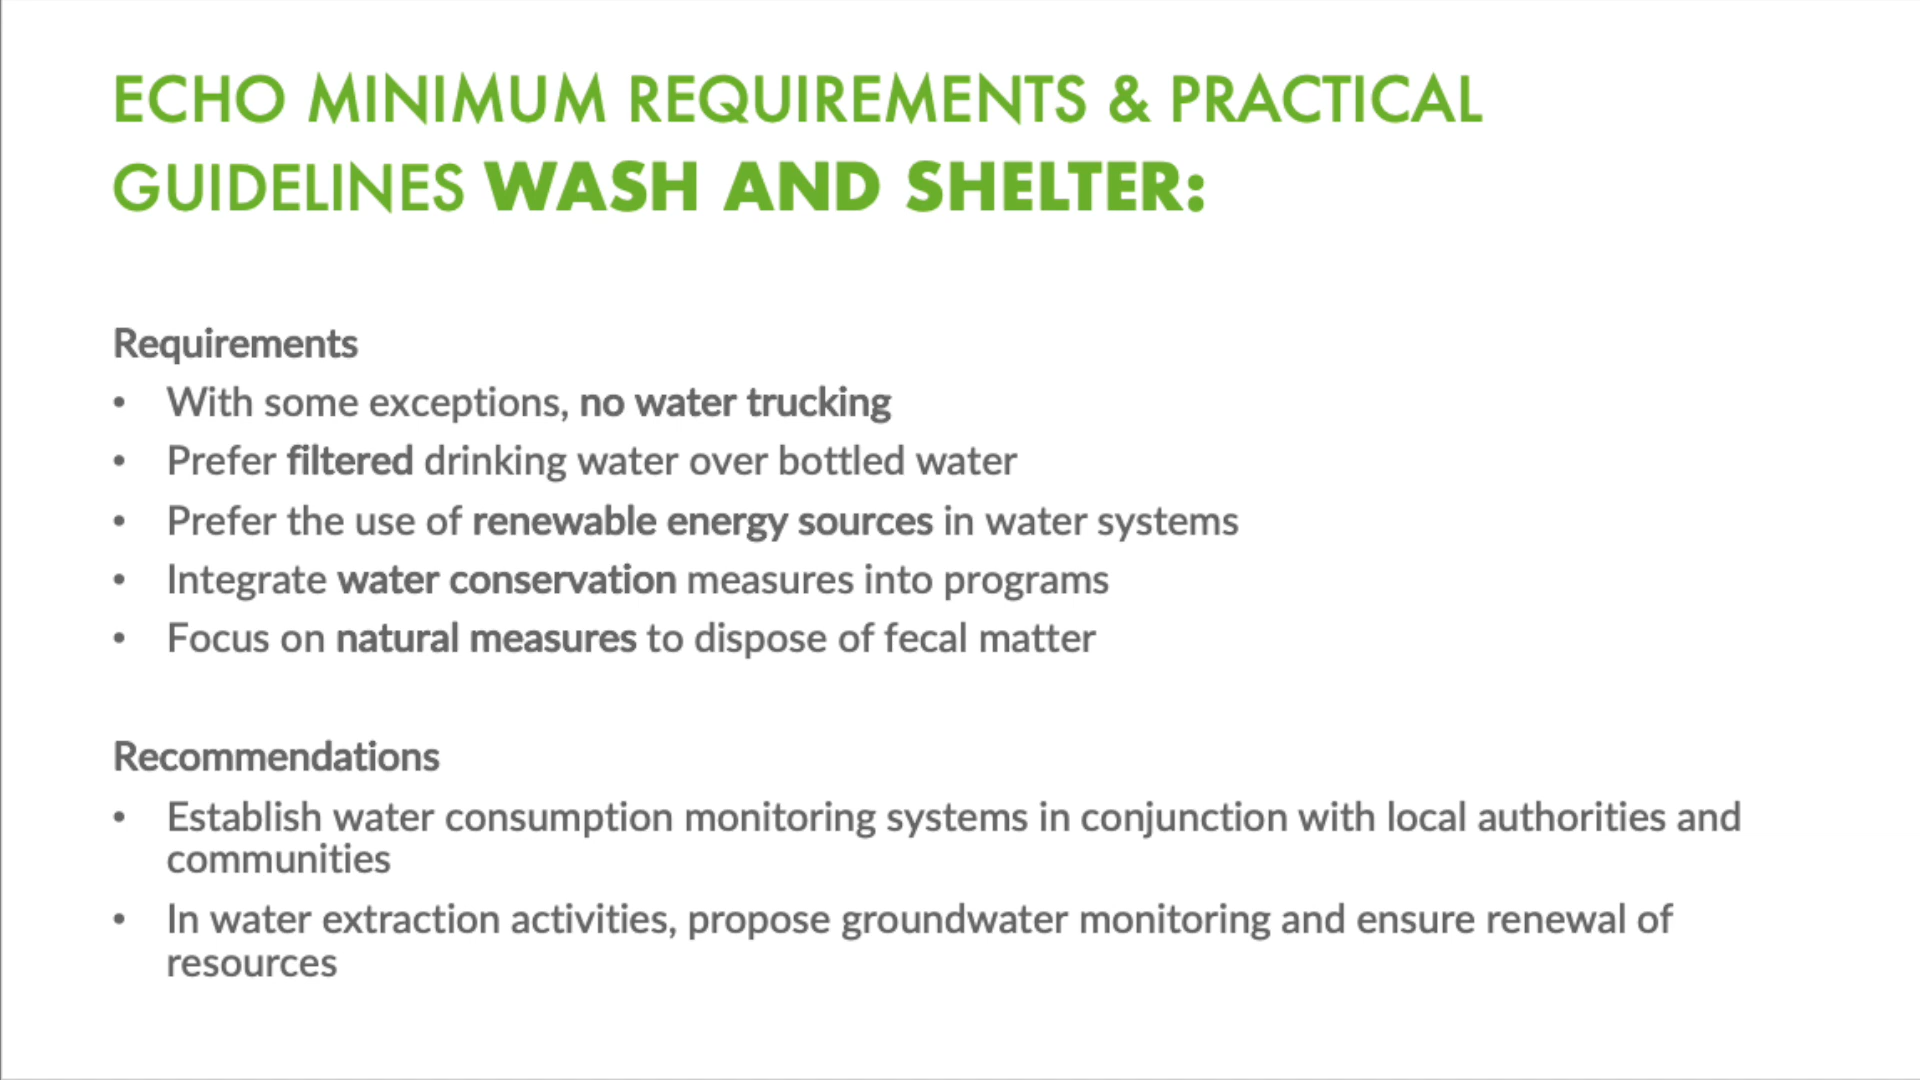 ECHO MINIMUM REQUIREMENTS & PRACTICAL
GUIDELINES WASH AND SHELTER:
Requirements
• With some exceptions, no water trucking
• Prefer filtered drinking water over bottled water
• Prefer the use of renewable energy sources in water systems
• Integrate water conservation measures into programs
• Focus on natural measures to dispose of fecal matter
Recommendations
• Establish water consumption monitoring systems in conjunction with local authorities and
communities
• In water extraction activities, propose groundwater monitoring and ensure renewal of
resources